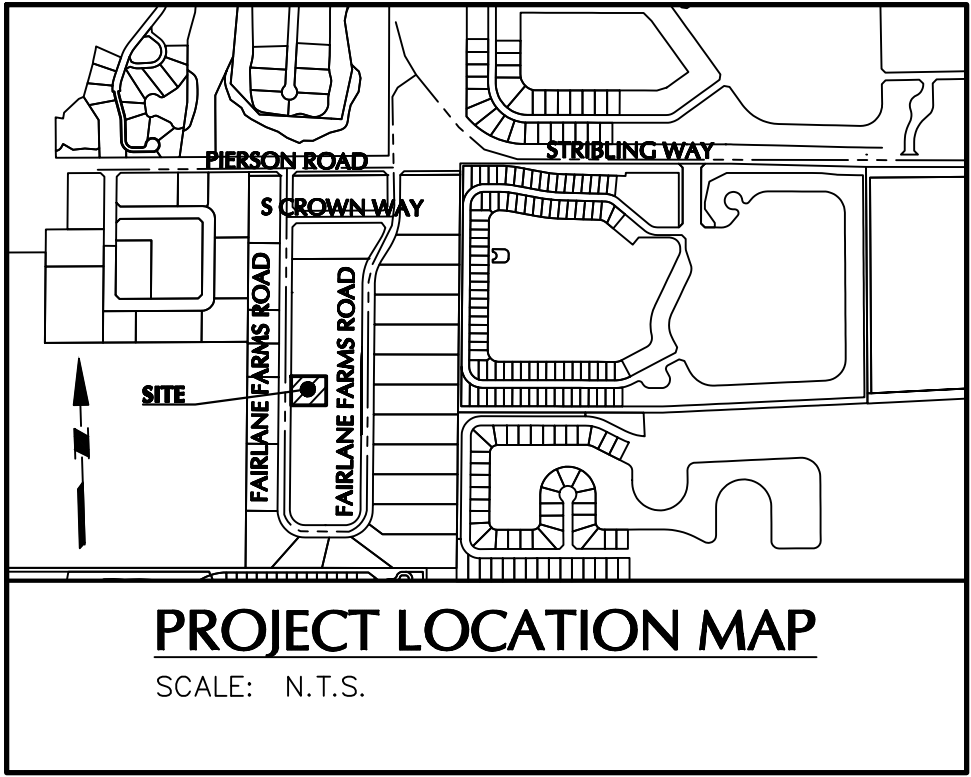 PIERSON ROAD
STRIBLING WAY
S CROWN WAY
FAIRLANE FARMS ROAD
FAIRLANE FARMS ROAD
SITE
PROJECT LOCATION MAP
SCALE: N.T.S.